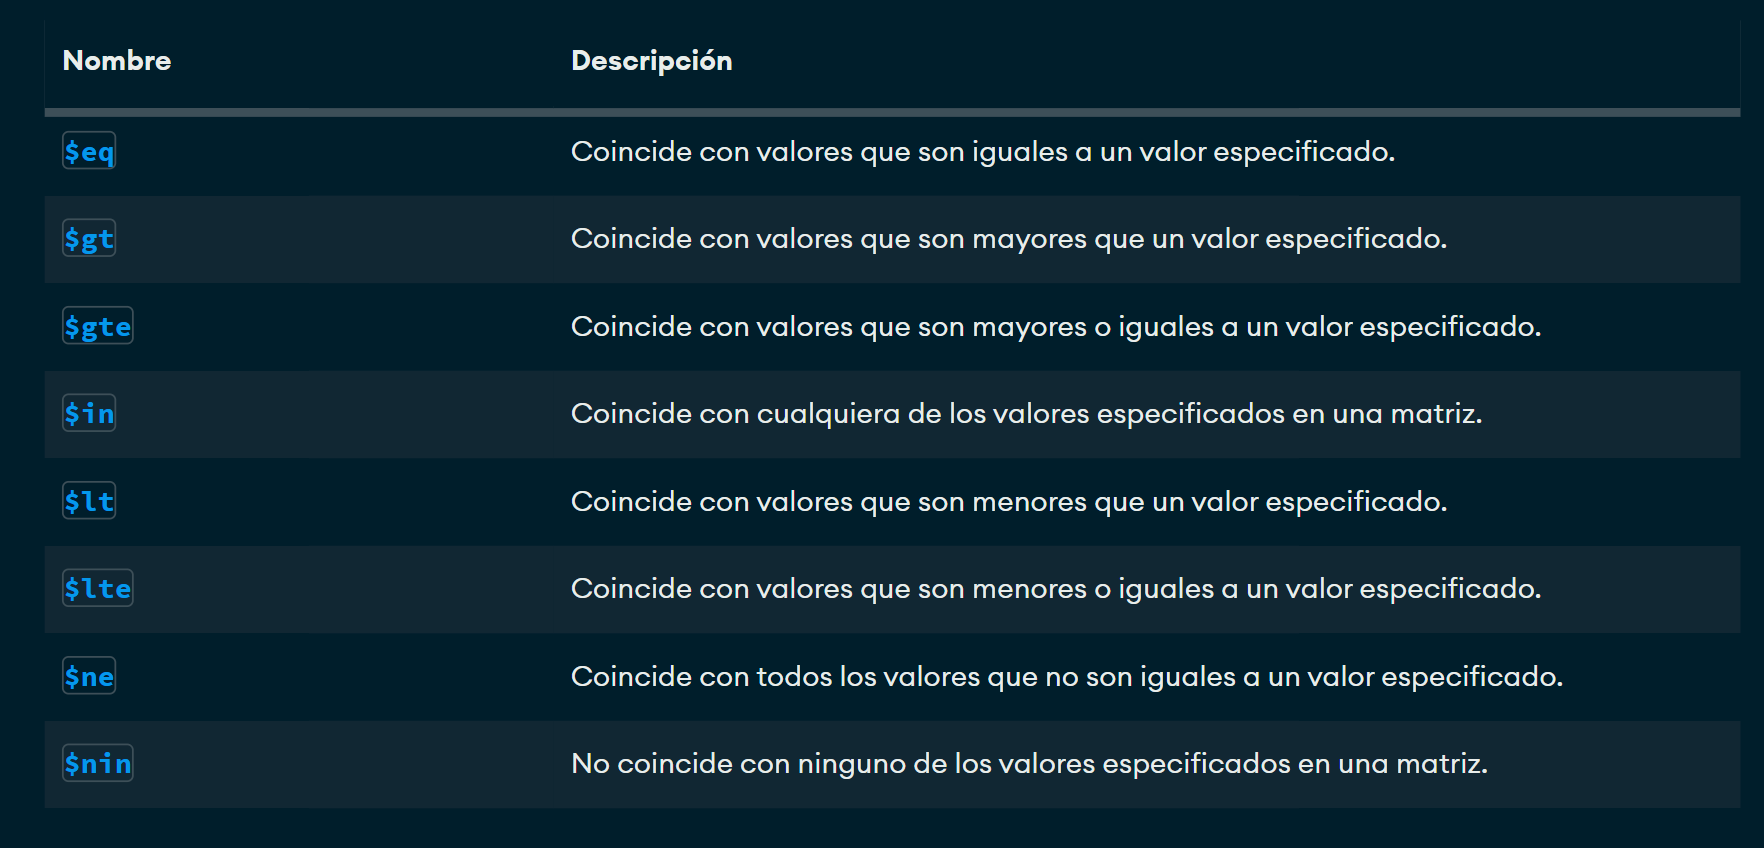 Nombre Descripción
$eq Coincide con valores que son iguales a un valor especificado.
$gt Coincide con valores que son mayores que un valor especificado.
$gte Coincide con valores que son mayores o iguales a un valor especificado.
$in Coincide con cualquiera de los valores especificados en una matriz.
$lt Coincide con valores que son menores que un valor especificado.
$lte Coincide con valores que son menores o iguales a un valor especificado.
$ne Coincide con todos los valores que no son iguales a un valor especificado.
$nin No coincide con ninguno de los valores especificados en una matriz.